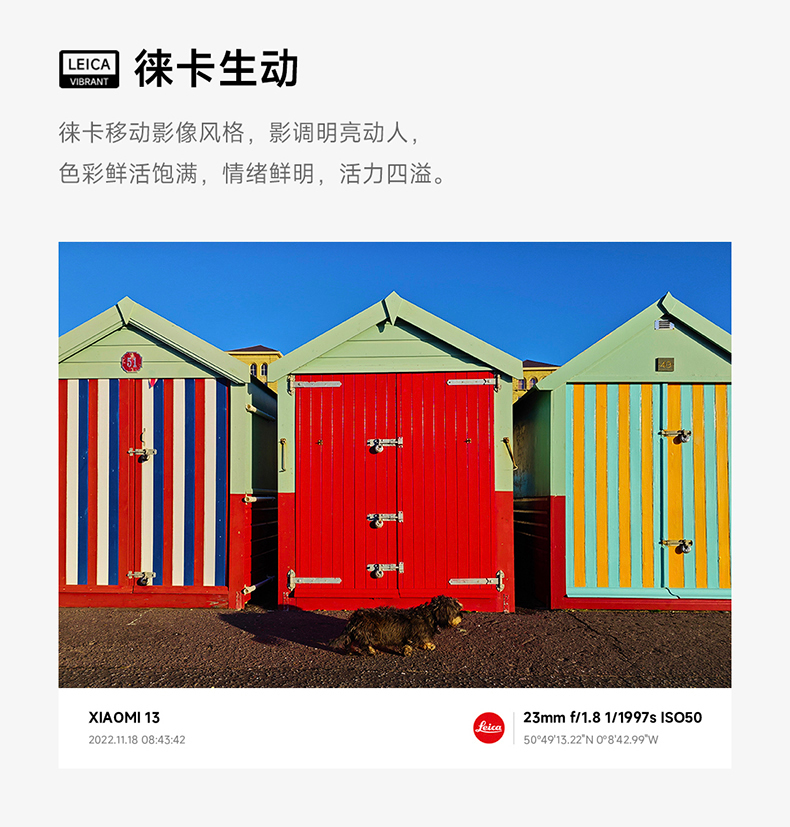 LEICA
VIBRANT
徕卡生动
徕卡移动影像风格，影调明亮动人，
色彩鲜活饱满，情绪鲜明，活力四溢。
51
49
XIAOMI 13
2022.11.18 08:43:42
Leica
23mm f/1.8 1/1997s ISO50
50°49'13.22"N 0°8'42.99"W